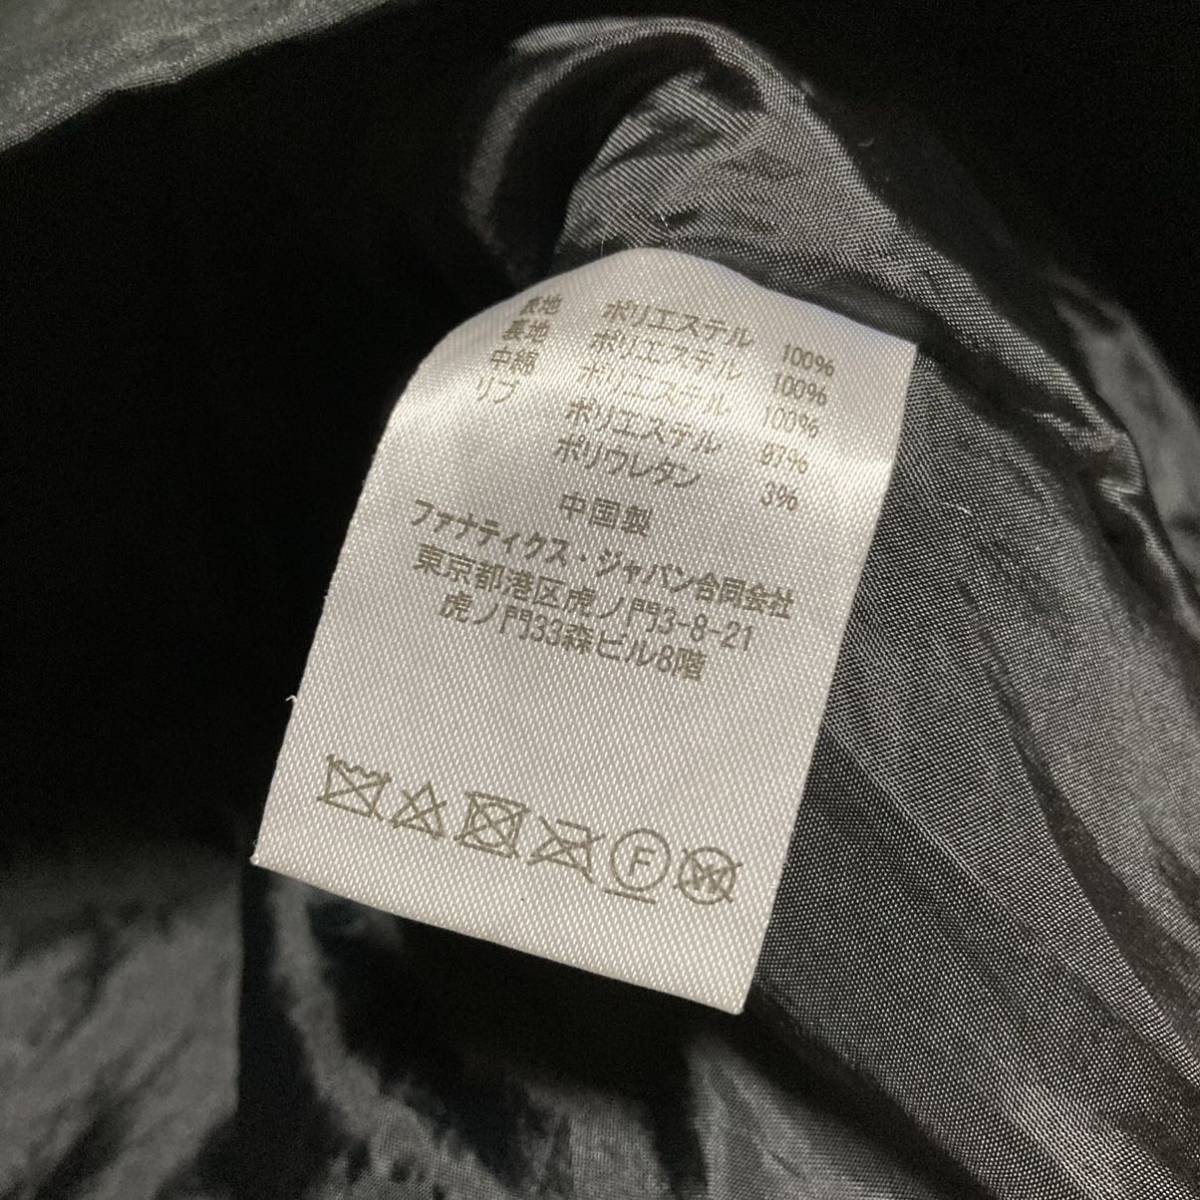 表地 ポリエステル 100%
裏地 ポリエステル 100%
中綿 ポリエステル 100%
リブ ポリエステル 97%
ポリウレタン 3%
中国製
ファナティクス・ジャパン合同会社
東京都港区虎ノ門3-8-21
虎ノ門33森ビル8階
F W